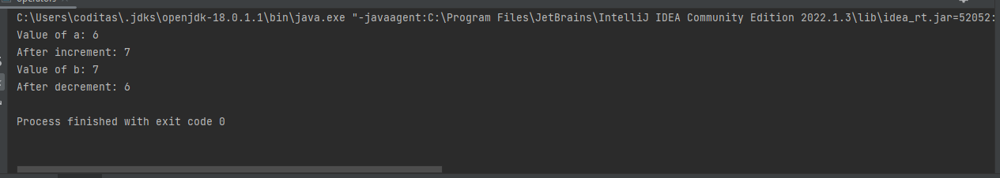 C:\Users\coditas\.jdks\openjdk-18.0.1.1\bin\java.exe "-javaagent:C:\Program Files\JetBrains\IntelliJ IDEA Community Edition 2022.1.3\lib\idea_rt.jar=52052:
Value of a: 6
After increment: 7
Value of b: 7
After decrement: 6
Process finished with exit code 0